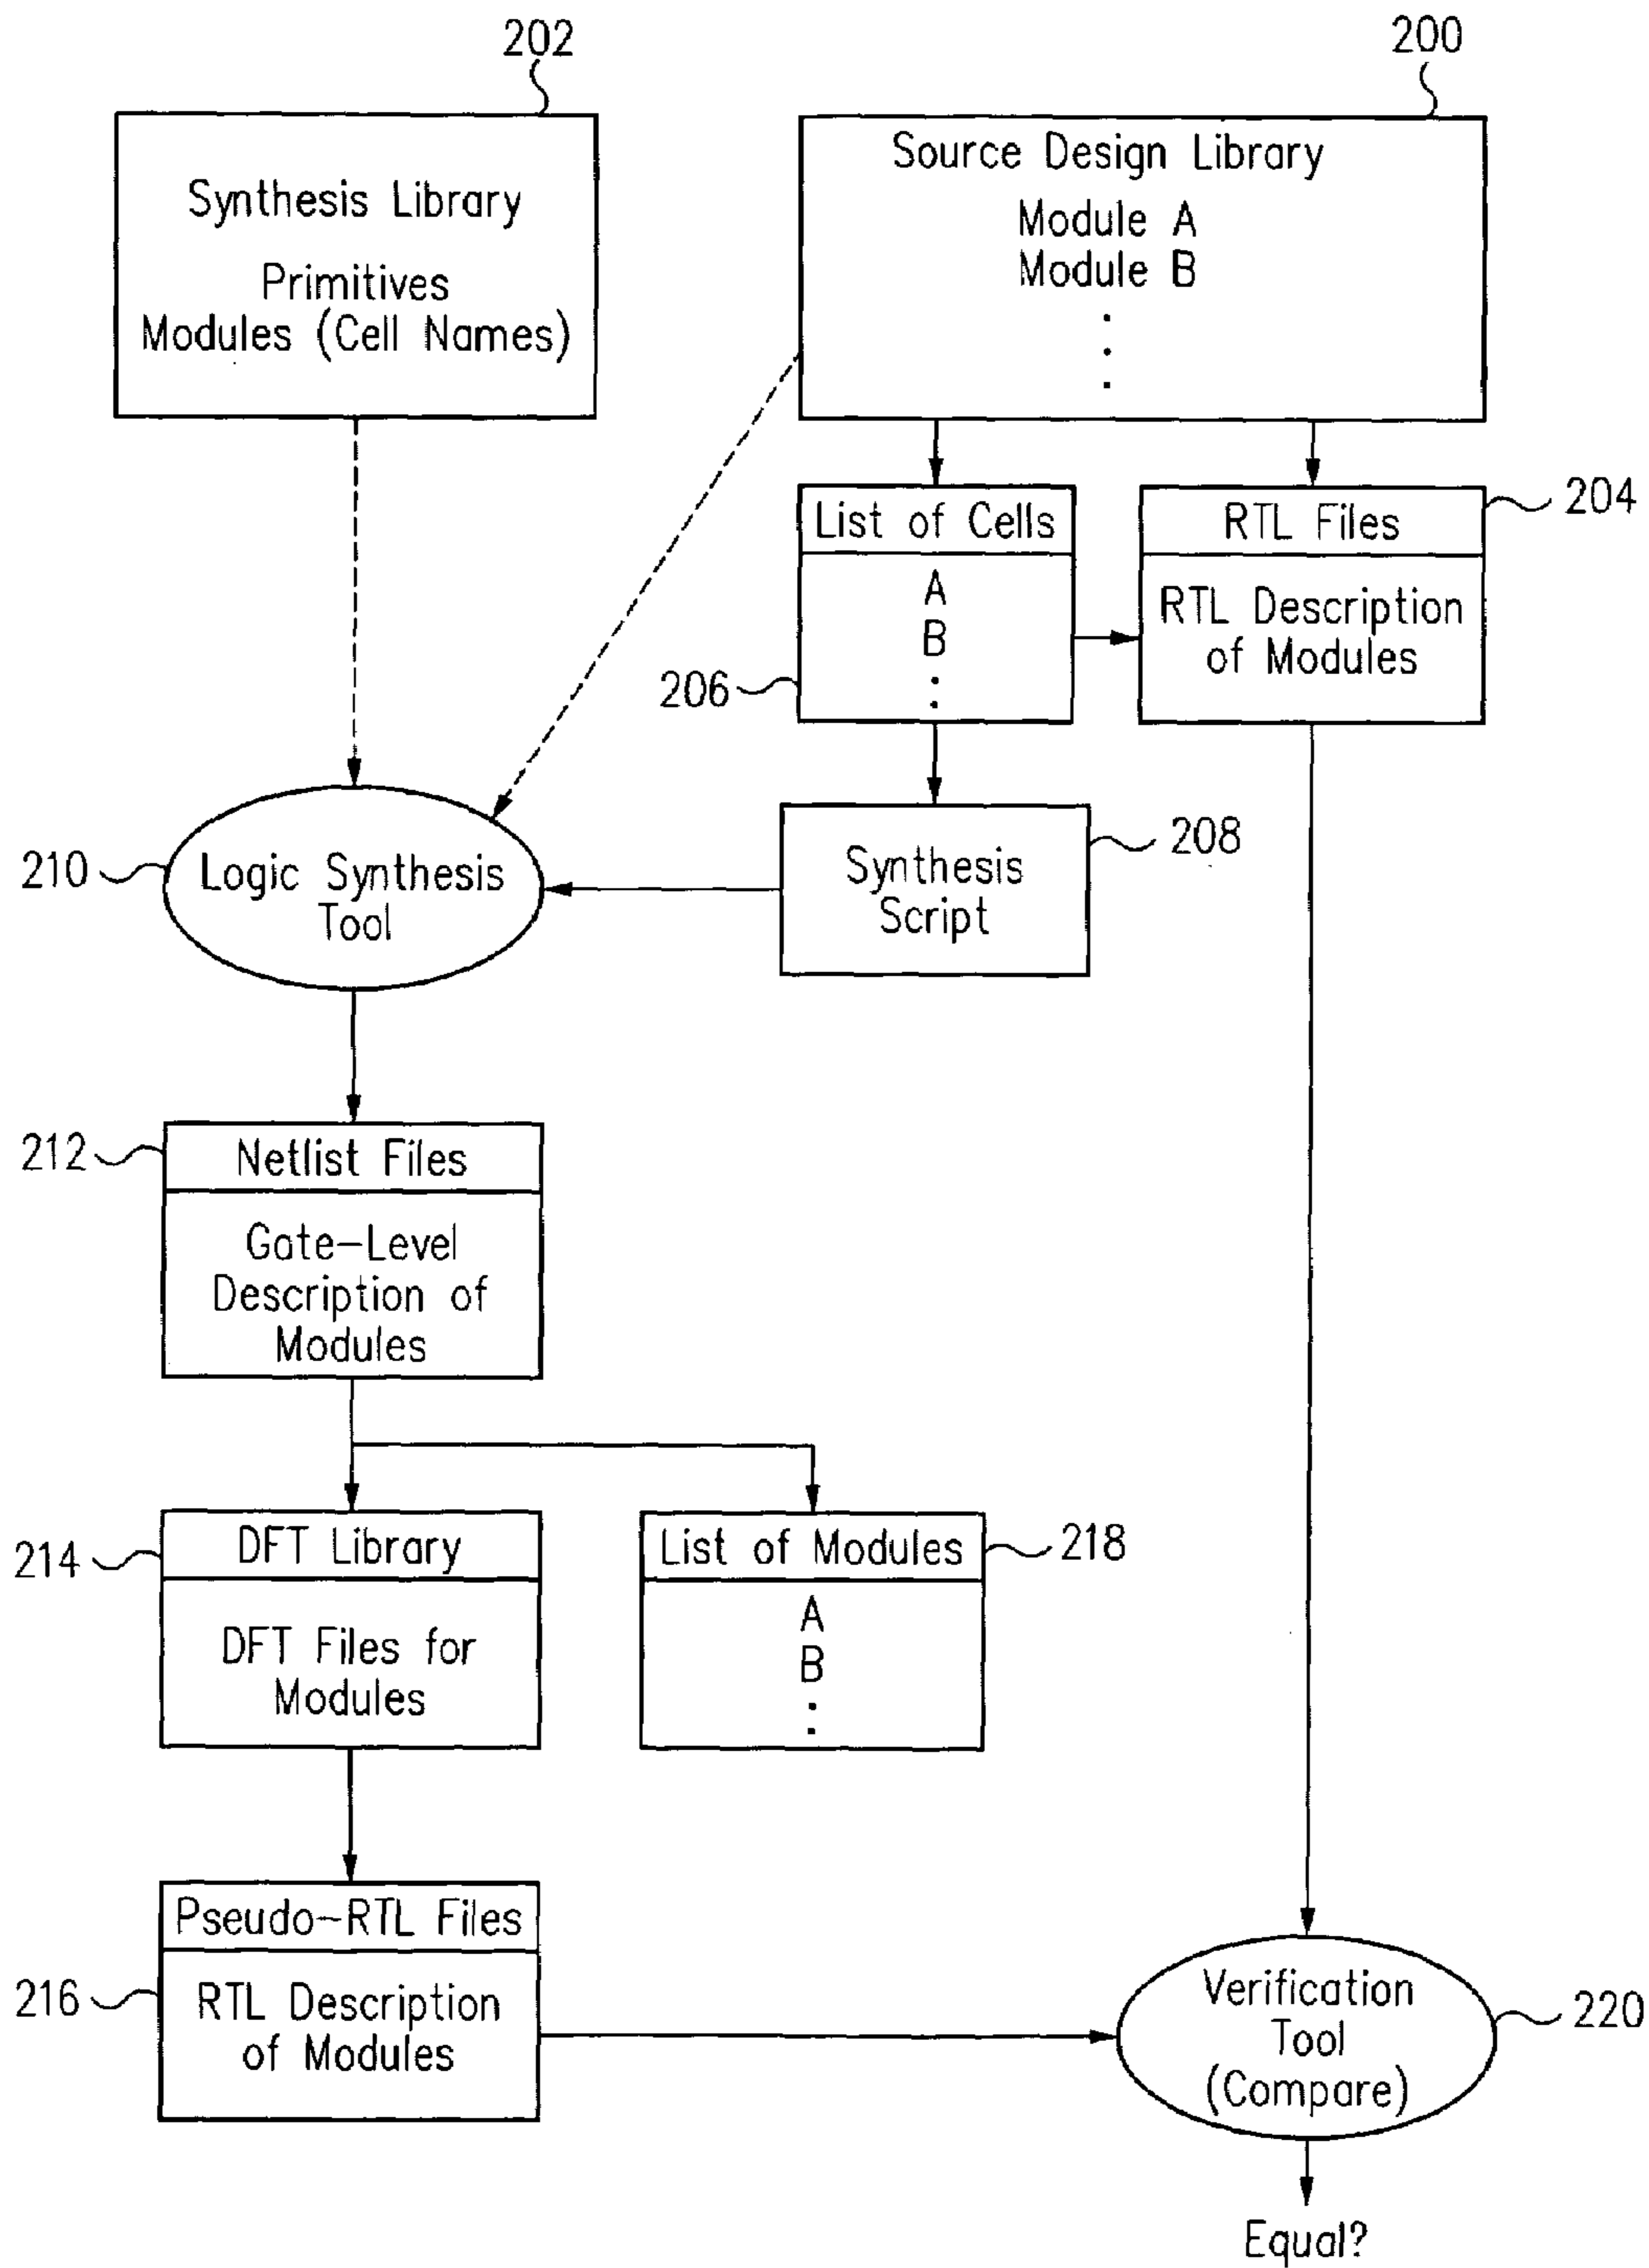 202
200
Synthesis Library
Primitives
Modules (Cell Names)
Source Design Library
Module A
Module B
List of Cells
A
B
206
RTL Files
204
RTL Description
of Modules
210
Logic Synthesis
Tool
Synthesis
Script
208
212
Netlist Files
Gate-Level
Description of
Modules
214
DFT Library
DFT Files for
Modules
List of Modules
218
A
B
Pseudo-RTL Files
216
RTL Description
of Modules
Verification
Tool
(Compare)
220
Equal?